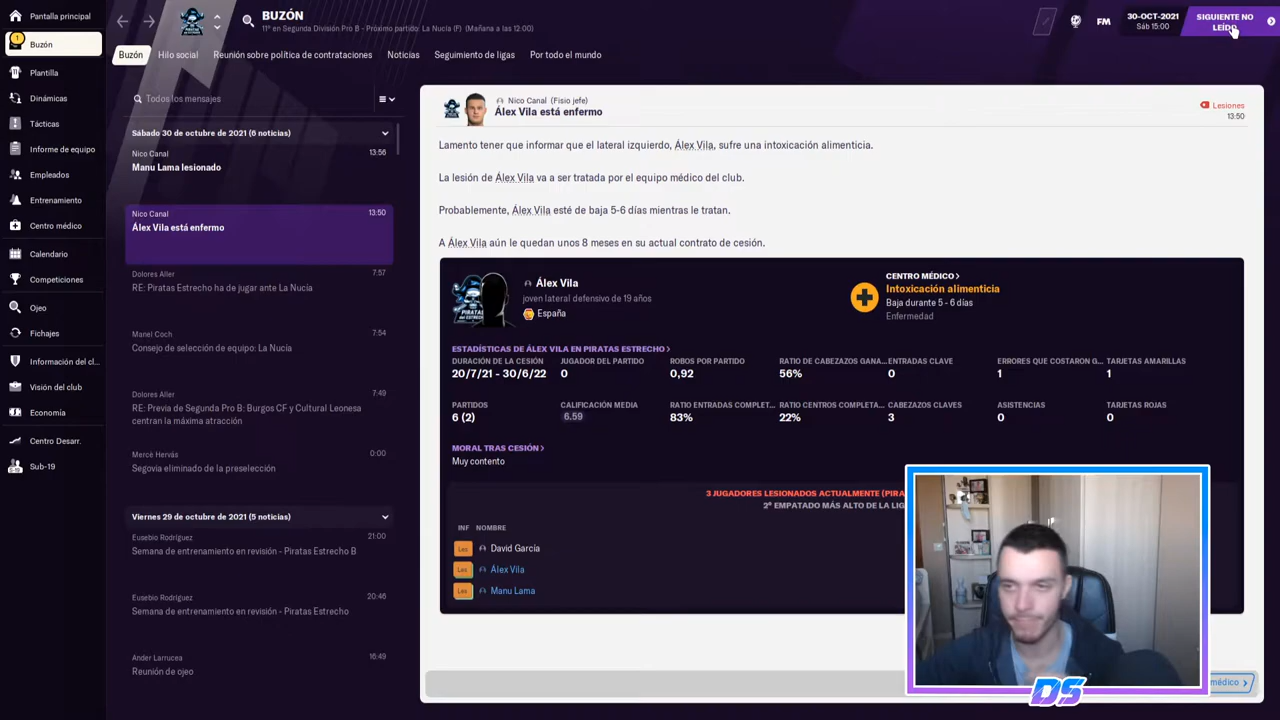 Pantalla principal
1
Buzón
Plantilla
Dinámicas
Tácticas
Informe de equipo
Empleados
Entrenamiento
Centro médico
Calendario
Competiciones
Ojeo
Fichajes
Información del cl...
Visión del club
Economía
Centro Desarr.
Sub-19
BUZÓN
11º en Segunda División Pro B - Próximo partido: La Nucía (F) (Mañana a las 12:00)
FM
30-OCT-2021
Sáb 15:00
SIGUIENTE NO
LEÍDO
Buzón
Hilo social
Reunión sobre política de contrataciones
Noticias
Seguimiento de ligas
Por todo el mundo
Todos los mensajes
Sábado 30 de octubre de 2021 (6 noticias)
Nico Canal 13:56
Manu Lama lesionado
Nico Canal 13:50
Álex Vila está enfermo
Dolores Aller 7:57
RE: Piratas Estrecho ha de jugar ante La Nucía
Manel Coch 7:54
Consejo de selección de equipo: La Nucía
Dolores Aller 7:49
RE: Previa de Segunda Pro B: Burgos CF y Cultural Leonesa
centran la máxima atracción
Mercè Hervás 0:00
Segovia eliminado de la preselección
Viernes 29 de octubre de 2021 (5 noticias)
Eusebio Rodríguez 21:00
Semana de entrenamiento en revisión - Piratas Estrecho B
Eusebio Rodríguez 20:46
Semana de entrenamiento en revisión - Piratas Estrecho
Ander Larrucea 16:49
Reunión de ojeo
Nico Canal (Fisio jefe)
Álex Vila está enfermo
Lesiones
13:50
Lamento tener que informar que el lateral izquierdo, Álex Vila, sufre una intoxicación alimenticia.
La lesión de Álex Vila va a ser tratada por el equipo médico del club.
Probablemente, Álex Vila esté de baja 5-6 días mientras le tratan.
A Álex Vila aún le quedan unos 8 meses en su actual contrato de cesión.
Álex Vila
joven lateral defensivo de 19 años
España
CENTRO MÉDICO
Intoxicación alimenticia
Baja durante 5 - 6 días
Enfermedad
ESTADÍSTICAS DE ÁLEX VILA EN PIRATAS ESTRECHO
DURACIÓN DE LA CESIÓN JUGADOR DEL PARTIDO ROBOS POR PARTIDO RATIO DE CABEZAZOS GANA... ENTRADAS CLAVE ERRORES QUE COSTARON G... TARJETAS AMARILLAS
20/7/21 - 30/6/22 0 0,92 56% 0 1 1
PARTIDOS CALIFICACIÓN MEDIA RATIO ENTRADAS COMPLET... RATIO CENTROS COMPLETA... CABEZAZOS CLAVES ASISTENCIAS TARJETAS ROJAS
6 (2) 6.59 83% 22% 3 0 0
MORAL TRAS CESIÓN
Muy contento
3 JUGADORES LESIONADOS ACTUALMENTE (PIRA
2º EMPATADO MÁS ALTO DE LA LIG
INF NOMBRE
Les David García
Les Álex Vila
Les Manu Lama
médico
DS